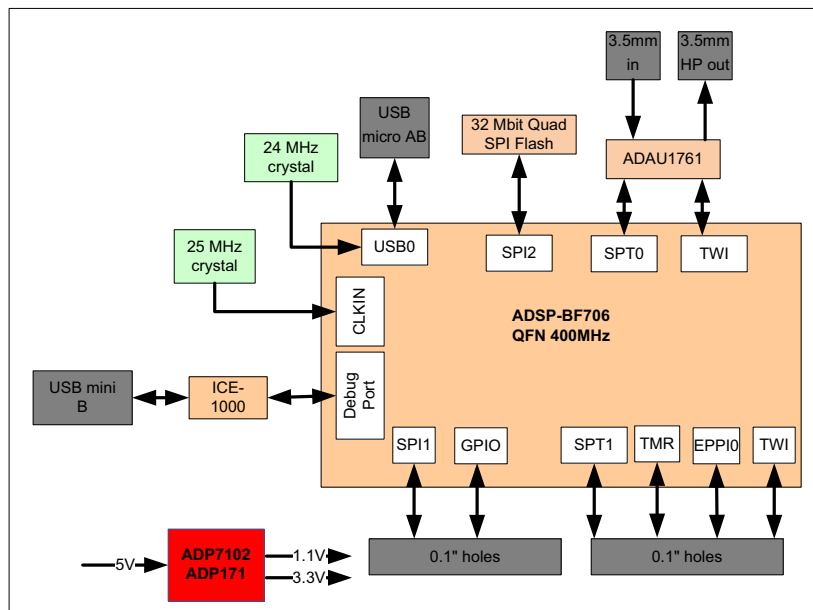 3.5mm
in
3.5mm
HP out
USB
micro AB
32 Mbit Quad
SPI Flash
24 MHz
crystal
ADAU1761
25 MHz
crystal
USB0
SPI2
SPT0
TWI
CLKIN
ADSP-BF706
QFN 400MHz
USB mini
B
ICE-
1000
Debug
Port
SPI1
GPIO
SPT1
TMR
EPPI0
TWI
5V
ADP7102
ADP171
1.1V
3.3V
0.1" holes
0.1" holes